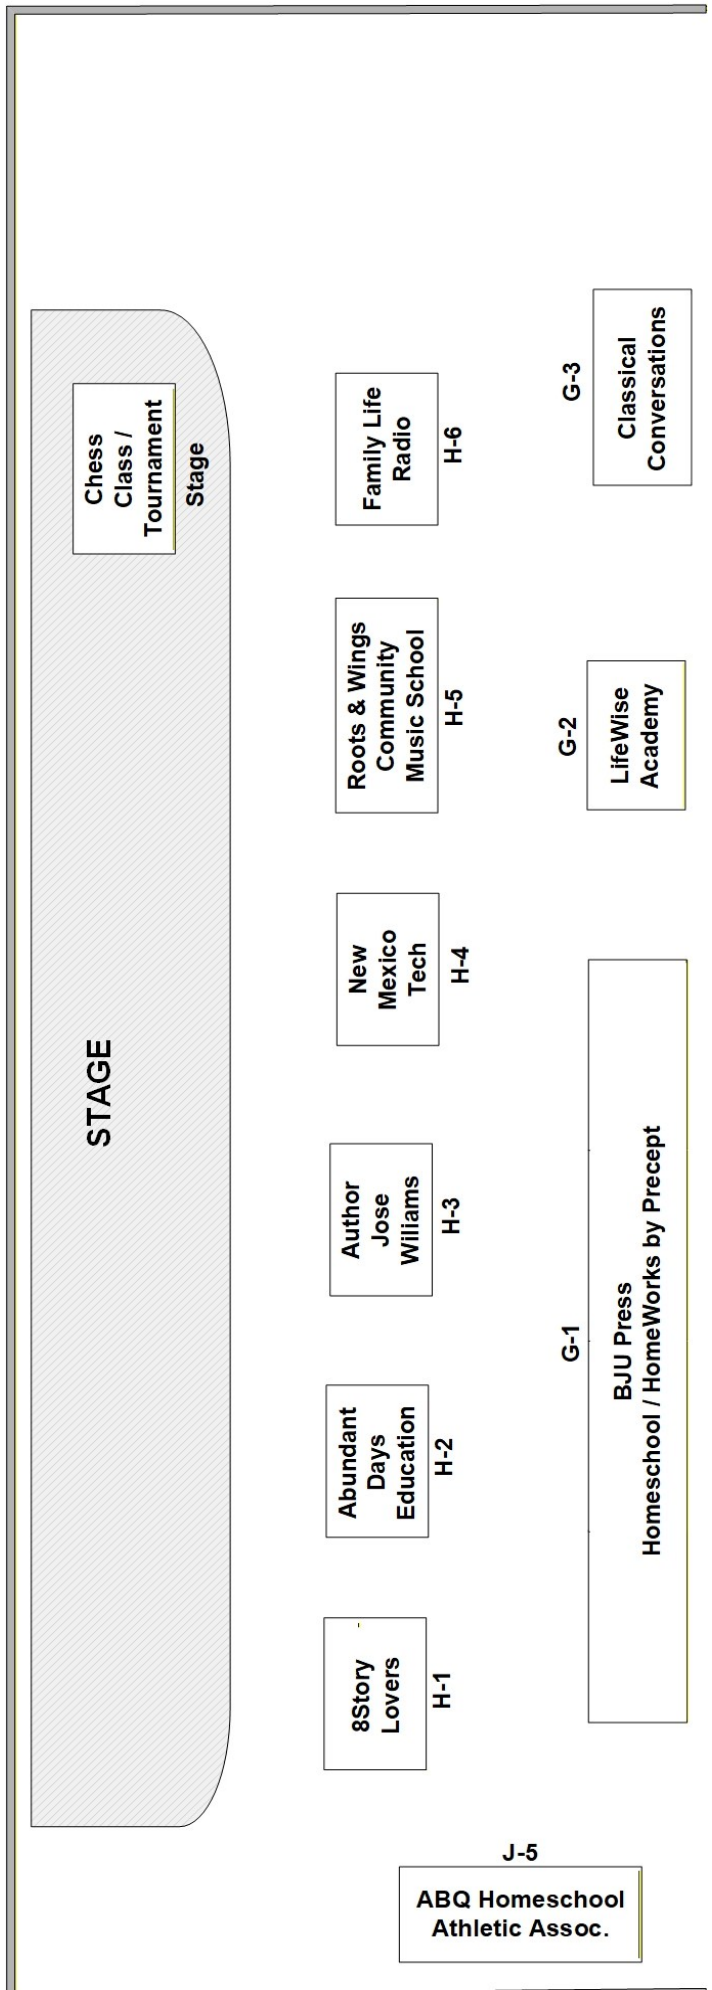 STAGE
Chess
Class /
Tournament
Stage
Family Life
Radio
H-6
Roots & Wings
Community
Music School
H-5
New
Mexico
Tech
H-4
Author
Jose
Wiliams
H-3
Abundant
Days
Education
H-2
8Story
Lovers
H-1
G-3
Classical
Conversations
G-2
LifeWise
Academy
G-1
BJU Press
Homeschool / HomeWorks by Precept
J-5
ABQ Homeschool
Athletic Assoc.